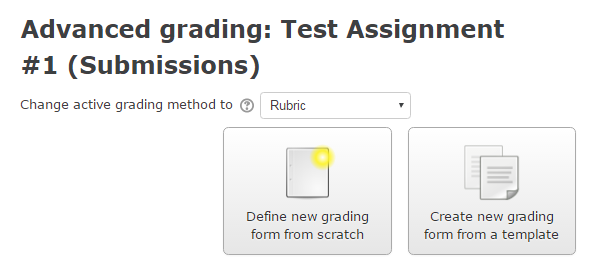 Advanced grading: Test Assignment
#1 (Submissions)
Change active grading method to ? Rubric
Define new grading
form from scratch
Create new grading
form from a template